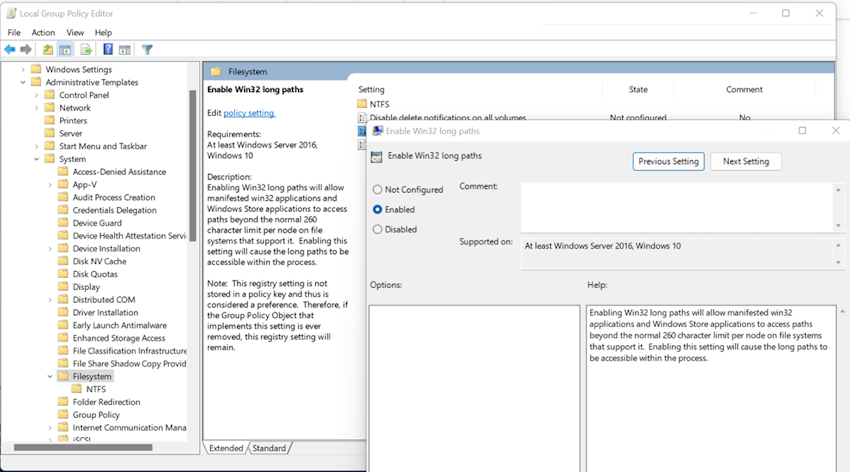 Local Group Policy Editor
File Action View Help
Windows Settings
Administrative Templates
Control Panel
Network
Printers
Server
Start Menu and Taskbar
System
Access-Denied Assistance
App-V
Audit Process Creation
Credentials Delegation
Device Guard
Device Health Attestation Servi
Device Installation
Disk NV Cache
Disk Quotas
Display
Distributed COM
Driver Installation
Early Launch Antimalware
Enhanced Storage Access
File Classification Infrastructure
File Share Shadow Copy Provid
Filesystem
NTFS
Folder Redirection
Group Policy
Internet Communication Mana
iSCSI
Filesystem
Enable Win32 long paths
Edit policy setting
Requirements:
At least Windows Server 2016,
Windows 10
Description:
Enabling Win32 long paths will allow
manifested win32 applications and
Windows Store applications to access
paths beyond the normal 260
character limit per node on file
systems that support it. Enabling this
setting will cause the long paths to be
accessible within the process.
Note: This registry setting is not
stored in a policy key and thus is
considered a preference. Therefore, if
the Group Policy Object that
implements this setting is ever
removed, this registry setting will
remain.
Setting State Comment
NTFS
Disable delete notifications on all volumes Not configured No
Extended Standard
Enable Win32 long paths
Enable Win32 long paths
Previous Setting Next Setting
Not Configured
Enabled
Disabled
Comment:
Supported on:
At least Windows Server 2016, Windows 10
Options:
Help:
Enabling Win32 long paths will allow manifested win32
applications and Windows Store applications to access paths
beyond the normal 260 character limit per node on file systems
that support it. Enabling this setting will cause the long paths to
be accessible within the process.